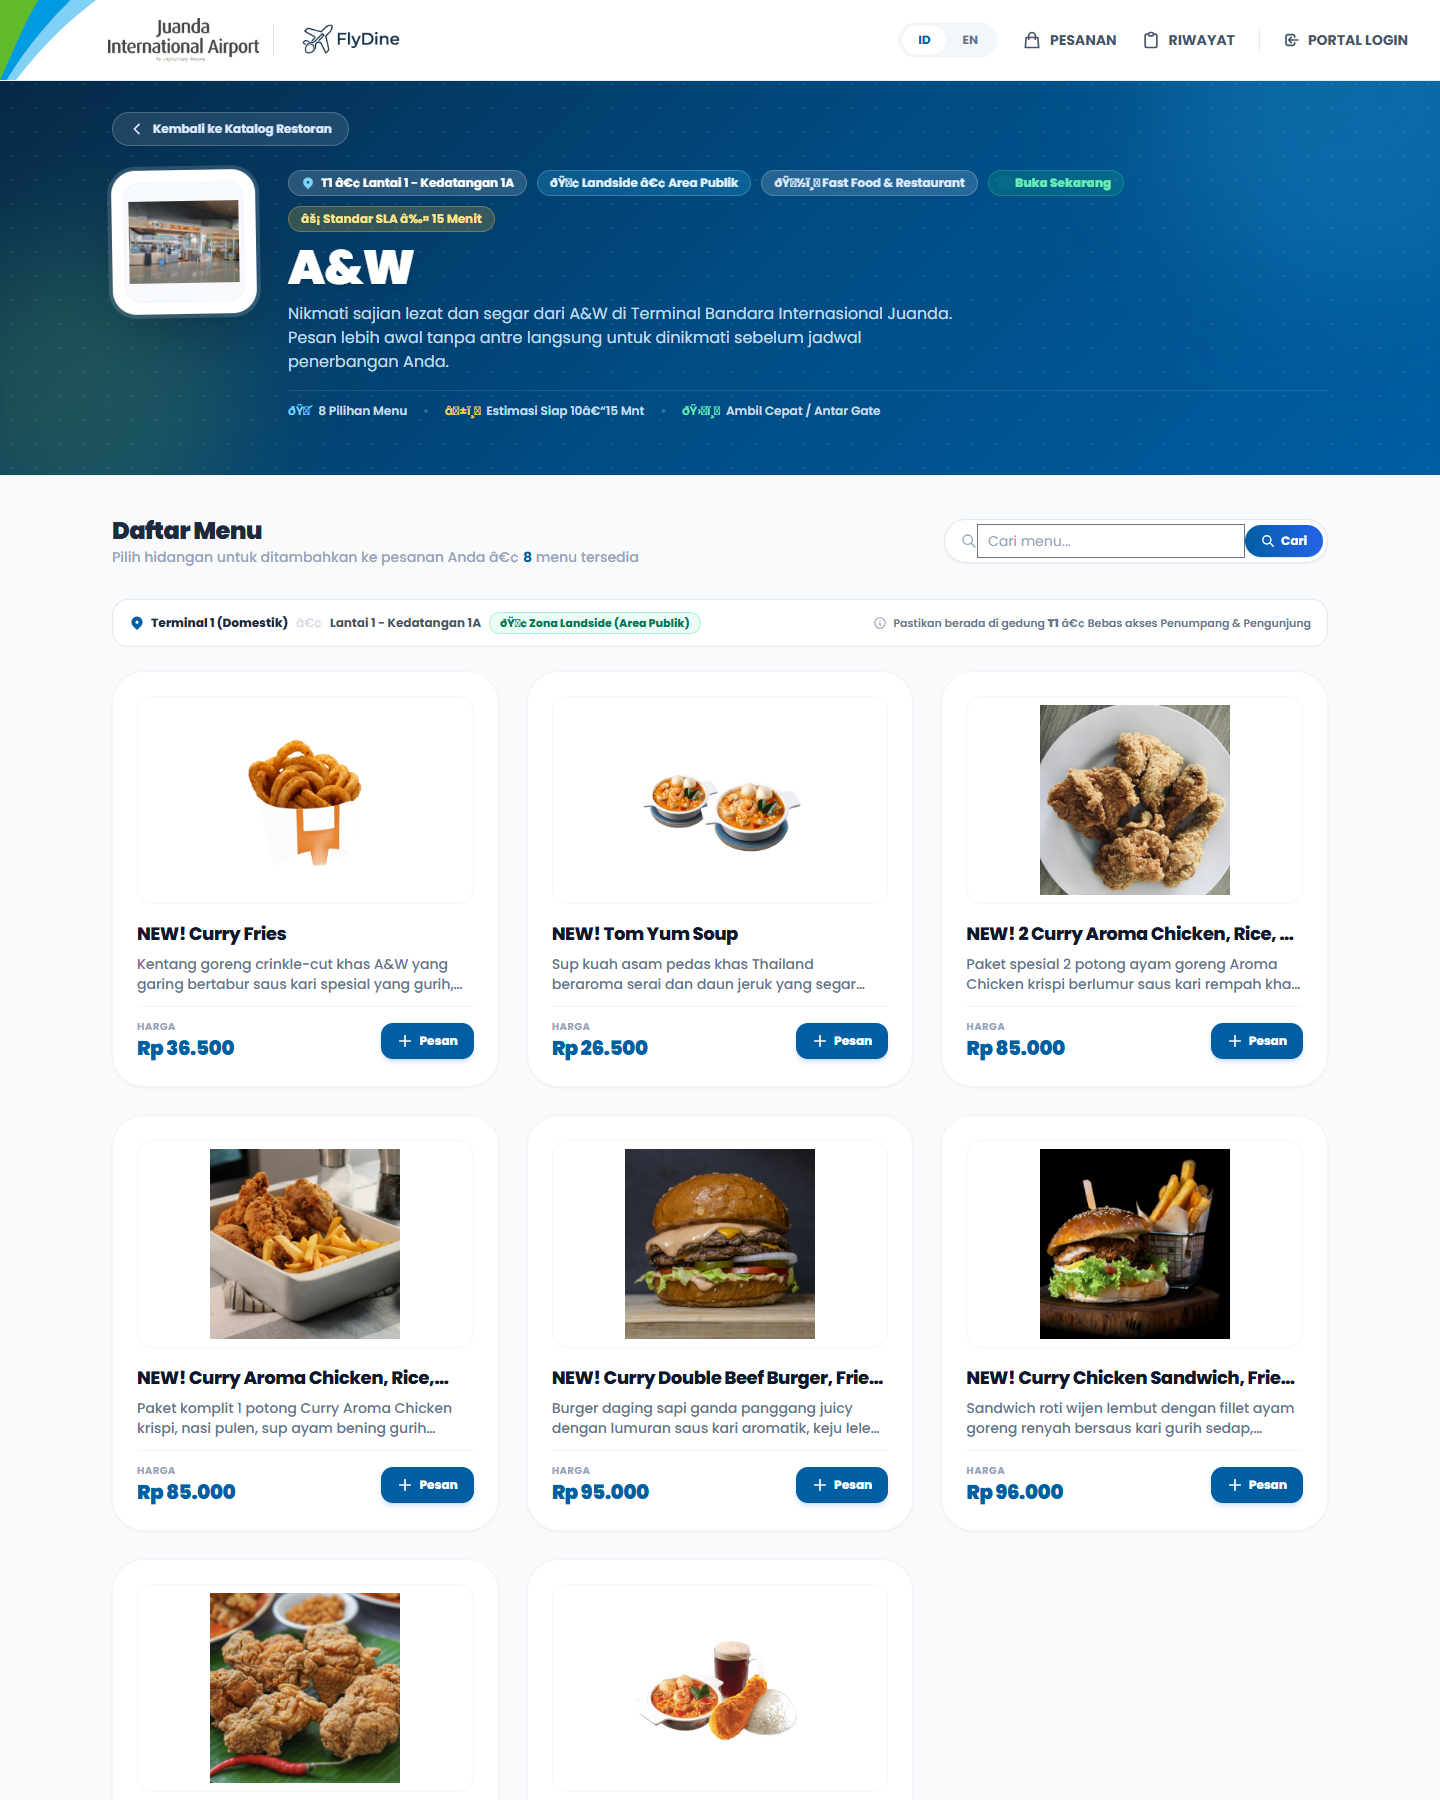 Juanda
International Airport
FlyDine
ID EN
PESANAN
RIWAYAT
PORTAL LOGIN
Kembali ke Katalog Restoran
T1 â€¢ Lantai 1 - Kedatangan 1A
Landside â€¢ Area Publik
Fast Food & Restaurant
Buka Sekarang
âš¡ Standar SLA â‰¤ 15 Menit
A&W
Nikmati sajian lezat dan segar dari A&W di Terminal Bandara Internasional Juanda.
Pesan lebih awal tanpa antre langsung untuk dinikmati sebelum jadwal
penerbangan Anda.
8 Pilihan Menu
Estimasi Siap 10â€“15 Mnt
Ambil Cepat / Antar Gate
Daftar Menu
Pilih hidangan untuk ditambahkan ke pesanan Anda â€¢ 8 menu tersedia
Cari menu...
Cari
Terminal 1 (Domestik) â€¢ Lantai 1 - Kedatangan 1A
Zona Landside (Area Publik)
Pastikan berada di gedung T1 â€¢ Bebas akses Penumpang & Pengunjung
NEW! Curry Fries
Kentang goreng crinkle-cut khas A&W yang
garing bertabur saus kari spesial yang gurih,...
HARGA
Rp 36.500
Pesan
NEW! Tom Yum Soup
Sup kuah asam pedas khas Thailand
beraroma serai dan daun jeruk yang segar...
HARGA
Rp 26.500
Pesan
NEW! 2 Curry Aroma Chicken, Rice, ...
Paket spesial 2 potong ayam goreng Aroma
Chicken krispi berlumur saus kari rempah kha...
HARGA
Rp 85.000
Pesan
NEW! Curry Aroma Chicken, Rice,...
Paket komplit 1 potong Curry Aroma Chicken
krispi, nasi pulen, sup ayam bening gurih...
HARGA
Rp 85.000
Pesan
NEW! Curry Double Beef Burger, Frie...
Burger daging sapi ganda panggang juicy
dengan lumuran saus kari aromatik, keju lele...
HARGA
Rp 95.000
Pesan
NEW! Curry Chicken Sandwich, Frie...
Sandwich roti wijen lembut dengan fillet ayam
goreng renyah bersaus kari gurih sedap,...
HARGA
Rp 96.000
Pesan